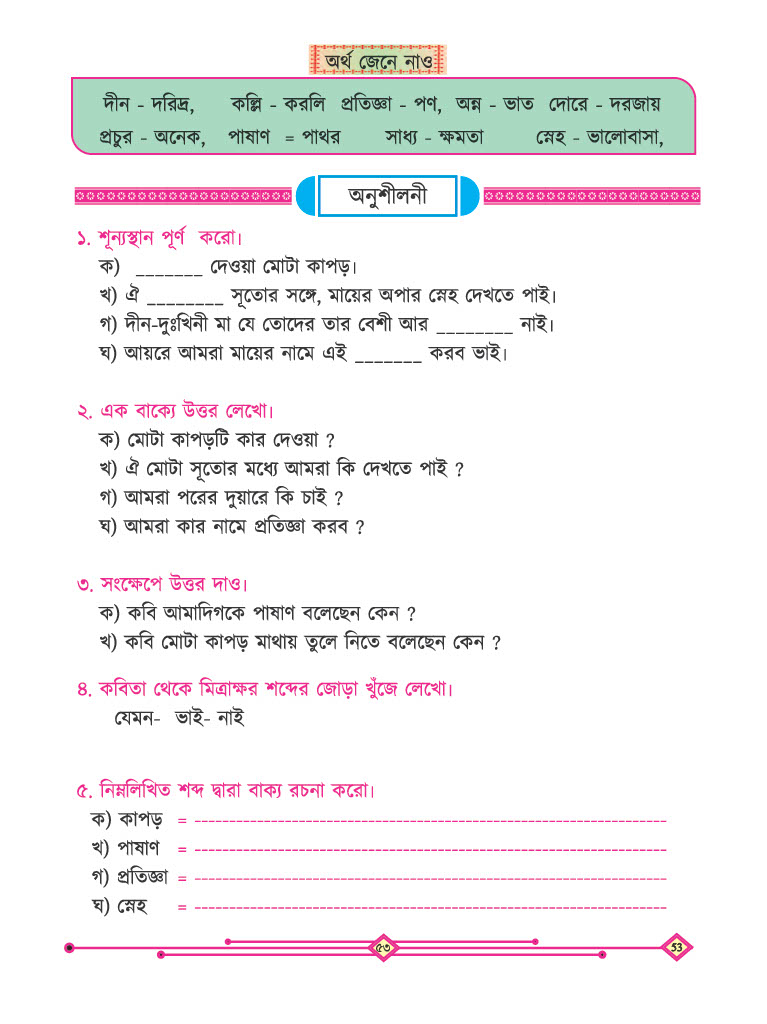 অর্থ জেনে নাও
দীন - দরিদ্র, কল্লি - করলি প্রতিজ্ঞা - পণ, অন্ন - ভাত দোরে - দরজায়
প্রচুর - অনেক, পাষাণ = পাথর সাধ্য - ক্ষমতা স্নেহ - ভালোবাসা,
অনুশীলনী
১. শূন্যস্থান পূর্ণ করো।
ক) _______ দেওয়া মোটা কাপড়।
খ) ঐ ________ সূতোর সঙ্গে, মায়ের অপার স্নেহ দেখতে পাই।
গ) দীন-দুঃখিনী মা যে তোদের তার বেশী আর ________ নাই।
ঘ) আয়রে আমরা মায়ের নামে এই _______ করব ভাই।
২. এক বাক্যে উত্তর লেখো।
ক) মোটা কাপড়টি কার দেওয়া ?
খ) ঐ মোটা সূতোর মধ্যে আমরা কি দেখতে পাই ?
গ) আমরা পরের দুয়ারে কি চাই ?
ঘ) আমরা কার নামে প্রতিজ্ঞা করব ?
৩. সংক্ষেপে উত্তর দাও।
ক) কবি আমাদিগকে পাষাণ বলেছেন কেন ?
খ) কবি মোটা কাপড় মাথায় তুলে নিতে বলেছেন কেন ?
৪. কবিতা থেকে মিত্রাক্ষর শব্দের জোড়া খুঁজে লেখো।
যেমন- ভাই- নাই
৫. নিম্নলিখিত শব্দ দ্বারা বাক্য রচনা করো।
ক) কাপড় = --------------------------------------------------------------------
খ) পাষাণ = --------------------------------------------------------------------
গ) প্রতিজ্ঞা = --------------------------------------------------------------------
ঘ) স্নেহ = --------------------------------------------------------------------
৫৩ 53